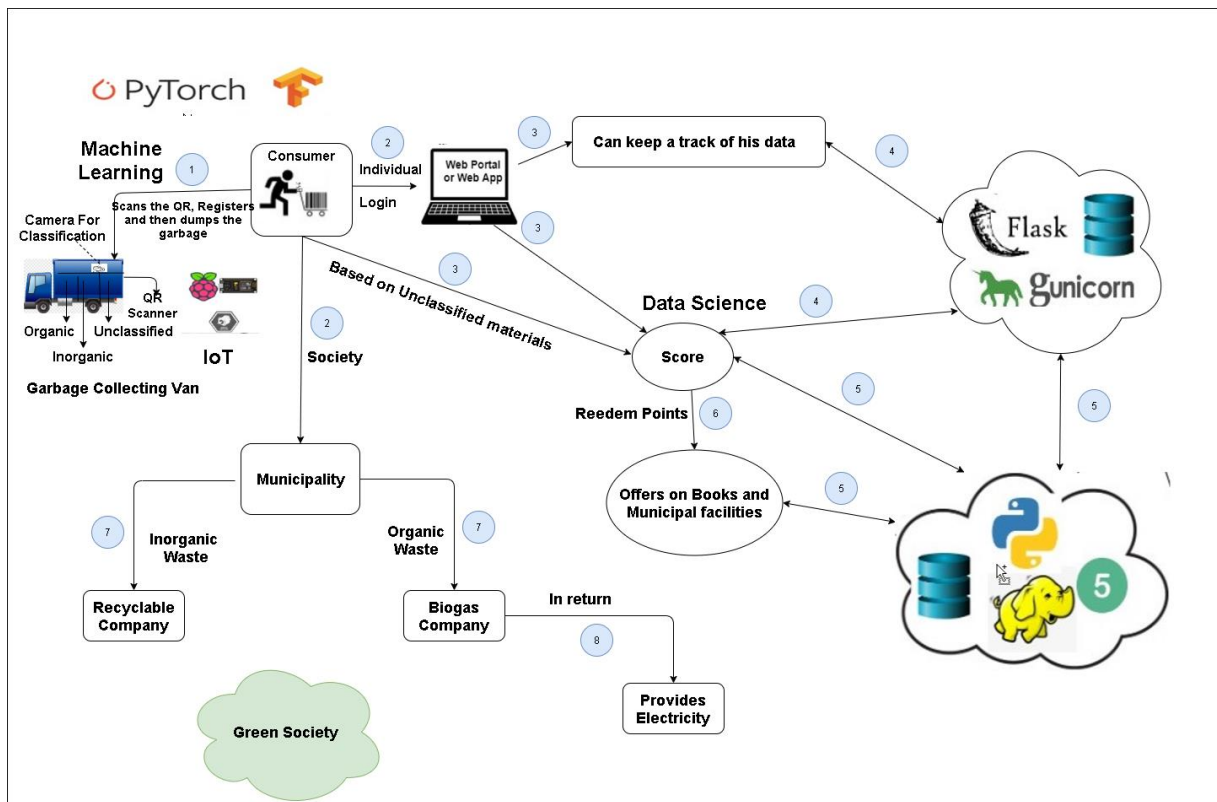 PyTorch
Machine
Learning
1
Consumer
2
Individual
Login
Web Portal
or Web App
3
Can keep a track of his data
4
Scans the QR, Registers
and then dumps the
garbage
Camera For
Classification
3
Flask
gunicorn
QR
Scanner
Organic
Unclassified
Inorganic
IoT
Garbage Collecting Van
2
Society
3
Based on Unclassified materials
Data Science
4
Score
5
5
Reedem Points
6
Municipality
Offers on Books and
Municipal facilities
5
7
Inorganic
Waste
Organic
Waste
7
5
Recyclable
Company
Biogas
Company
In return
8
Provides
Electricity
Green Society